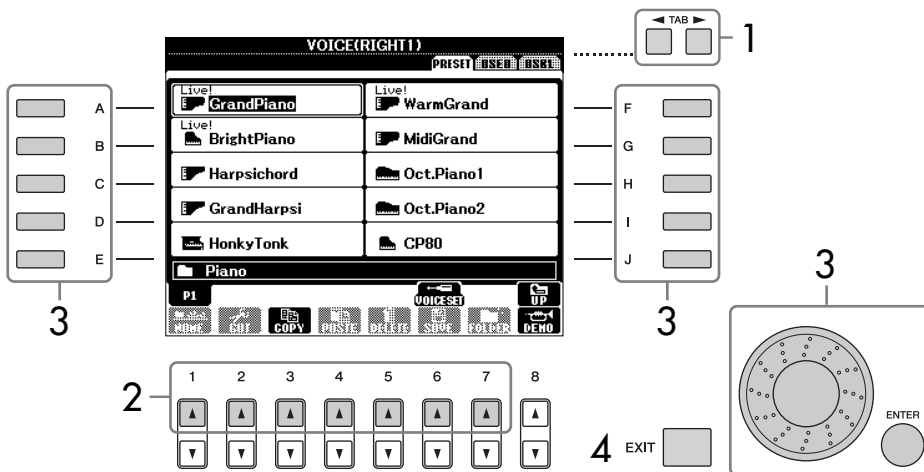 ◄ TAB ►
1
VOICE(RIGHT1)
PRESET USER USB1
A
Live!
GrandPiano
Live!
WarmGrand
F
B
Live!
BrightPiano
MidiGrand
G
C
Harpsichord
Oct.Piano1
H
D
GrandHarpsi
Oct.Piano2
I
E
HonkyTonk
CP80
J
Piano
3
3
3
P1
VOICESET
UP
NAME CUT COPY PASTE DELETE SAVE FOLDER DEMO
2
1 2 3 4 5 6 7 8
4 EXIT
ENTER